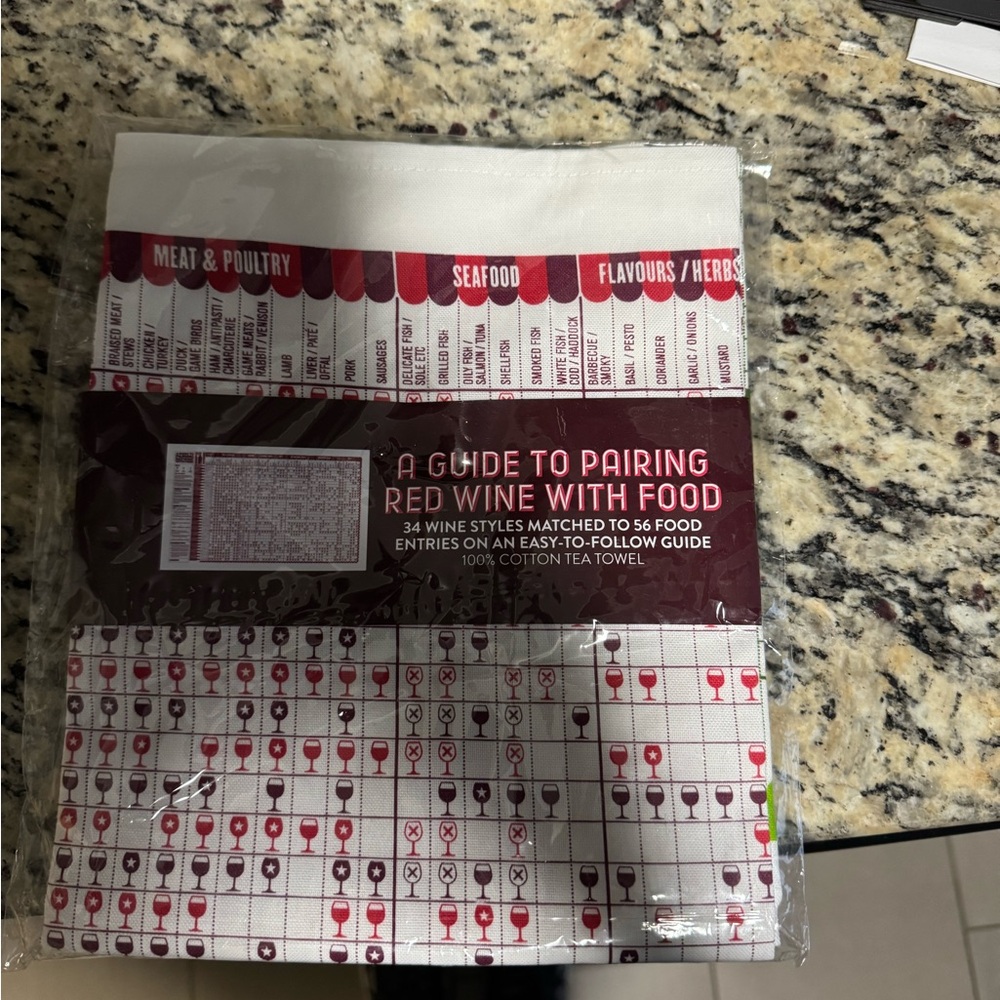 MEAT & POULTRY
SEAFOOD
FLAVOURS / HERBS
BRAISED MEAT /
STEWS
CHICKEN /
TURKEY
DUCK /
GAME BIRDS
HAM / ANTIPASTI /
CHARCUTERIE
GAME MEATS /
RABBIT / VENISON
LAMB
LIVER / PATÉ /
OFFAL
PORK
SAUSAGES
DELICATE FISH /
SOLE ETC
GRILLED FISH
OILY FISH /
SALMON / TUNA
SHELLFISH
SMOKED FISH
WHITE FISH /
COD / HADDOCK
BARBECUE /
SMOKY
BASIL / PESTO
CORIANDER
GARLIC / ONIONS
MUSTARD
A GUIDE TO PAIRING
RED WINE WITH FOOD
34 WINE STYLES MATCHED TO 56 FOOD
ENTRIES ON AN EASY-TO-FOLLOW GUIDE
100% COTTON TEA TOWEL